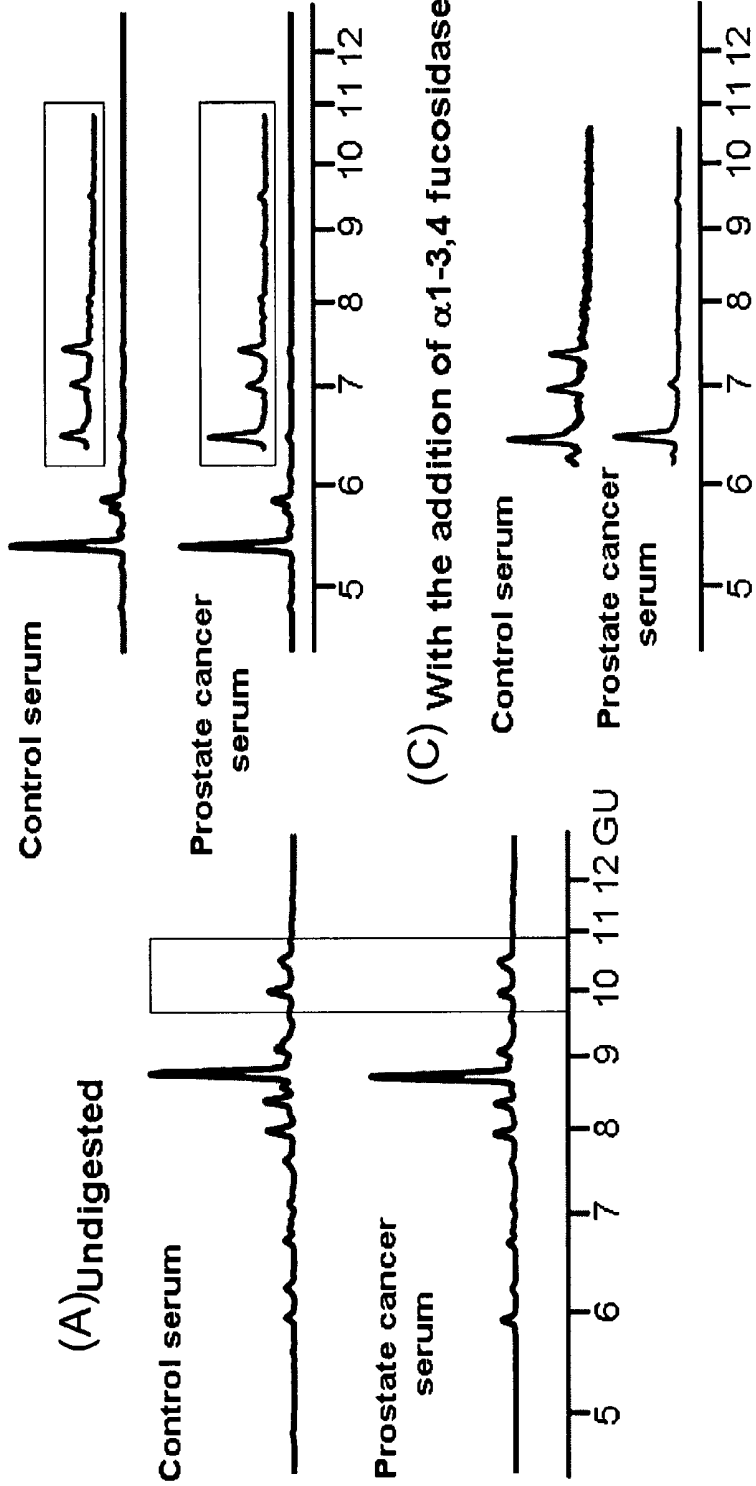 (A) Undigested
Control serum
Prostate cancer
serum
5 6 7 8 9 10 11 12 GU
Control serum
Prostate cancer
serum
5 6 7 8 9 10 11 12
(C) With the addition of α1-3,4 fucosidase
Control serum
Prostate cancer
serum
5 6 7 8 9 10 11 12